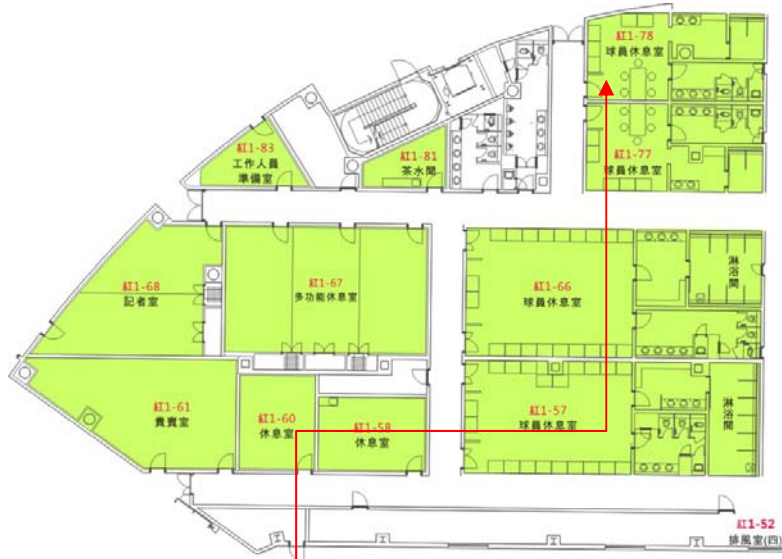 紅1-78
球員休息室
紅1-83
工作人員
準備室
紅1-81
茶水間
紅1-77
球員休息室
紅1-68
記者室
紅1-67
多功能休息室
紅1-66
球員休息室
淋浴間
紅1-61
貴賓室
紅1-60
休息室
紅1-58
休息室
紅1-57
球員休息室
淋浴間
紅1-52
排風室(四)